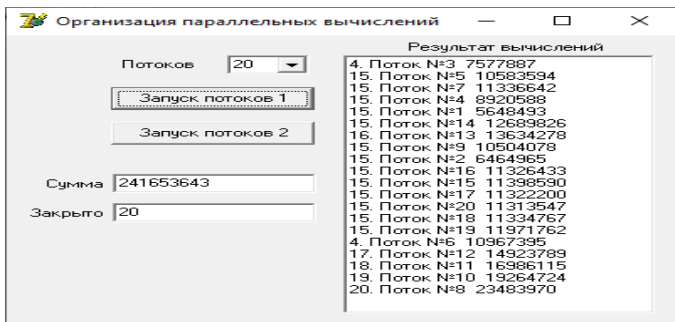 Организация параллельных вычислений
Потоков 20
Запуск потоков 1
Запуск потоков 2
Сумма 241653643
Закрыто 20
Результат вычислений
4. Поток №3 7577887
15. Поток №5 10583594
15. Поток №7 11336642
15. Поток №4 8920588
15. Поток №1 5648493
15. Поток №14 12689826
16. Поток №13 13634278
15. Поток №9 10504078
15. Поток №2 6464965
15. Поток №16 11326433
15. Поток №15 11398590
15. Поток №17 11322200
15. Поток №20 11313547
15. Поток №18 11334767
15. Поток №19 11971762
4. Поток №6 10967395
17. Поток №12 14923789
18. Поток №11 16986115
19. Поток №10 19264724
20. Поток №8 23483970